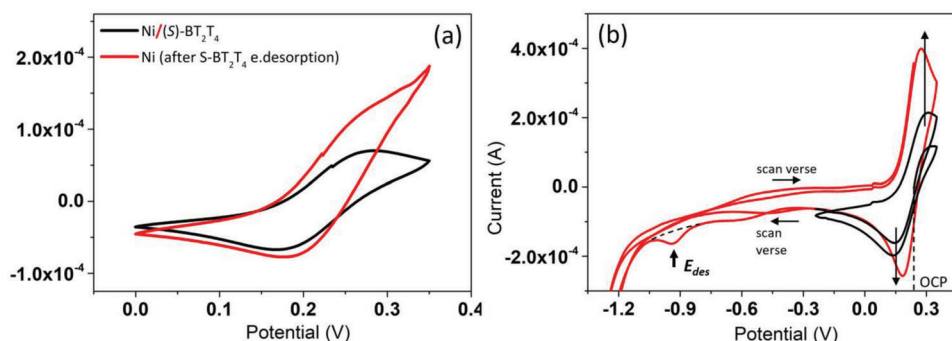 Ni/(S)-BT2T4
Ni (after S-BT2T4 e.desorption)
(a)
2.0x10-4
1.0x10-4
0.0
-1.0x10-4
0.0 0.1 0.2 0.3 0.4
Potential (V)
(b)
Current (A)
4.0x10-4
2.0x10-4
0.0
-2.0x10-4
scan verse
scan
verse
Edes
OCP
-1.2 -0.9 -0.6 -0.3 0.0 0.3
Potential (V)